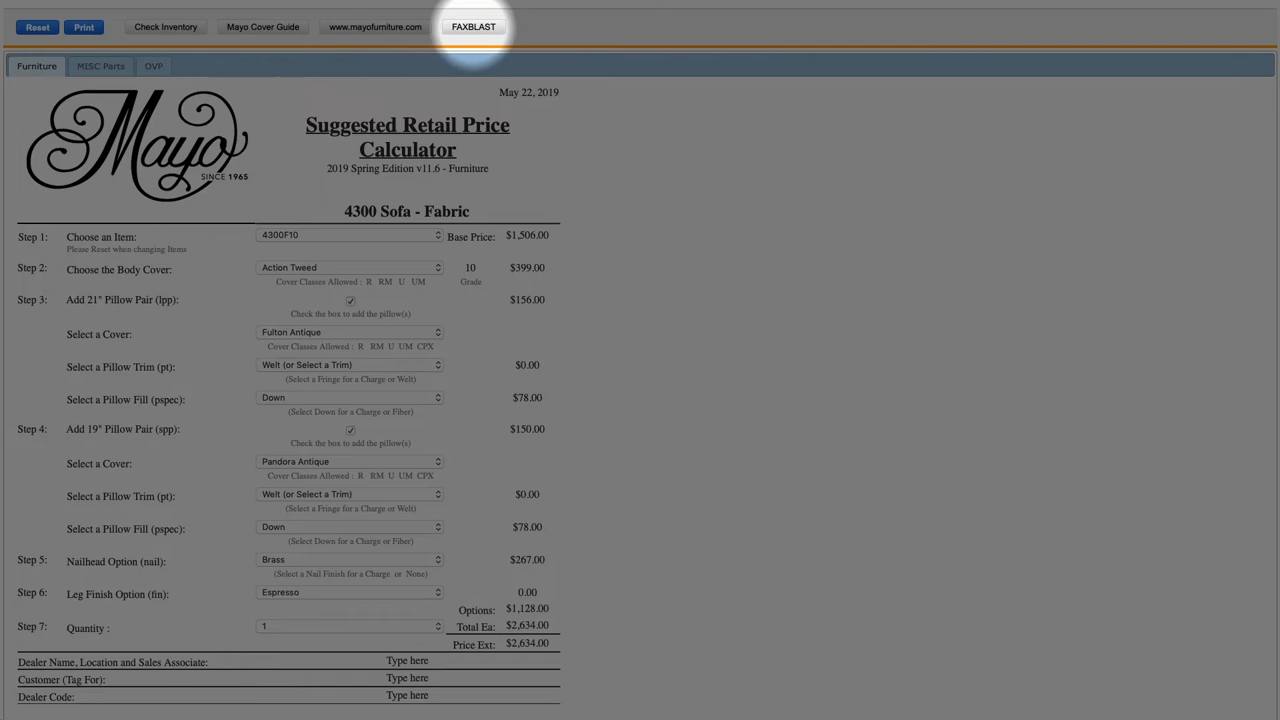 Reset Print Check Inventory Mayo Cover Guide www.mayofurniture.com FAXBLAST
Furniture MISC Parts OVP
Mayo
SINCE 1965
May 22, 2019
Suggested Retail Price
Calculator
2019 Spring Edition v11.6 - Furniture
4300 Sofa - Fabric
Step 1: Choose an Item: 4300F10 Base Price: $1,506.00
Please Reset when changing Items
Step 2: Choose the Body Cover: Action Tweed 10 $399.00
Cover Classes Allowed : R RM U UM Grade
Step 3: Add 21" Pillow Pair (lpp): $156.00
Check the box to add the pillow(s)
Select a Cover: Fulton Antique
Cover Classes Allowed : R RM U UM CPX
Select a Pillow Trim (pt): Welt (or Select a Trim) $0.00
(Select a Fringe for a Charge or Welt)
Select a Pillow Fill (pspec): Down $78.00
(Select Down for a Charge or Fiber)
Step 4: Add 19" Pillow Pair (spp): $150.00
Check the box to add the pillow(s)
Select a Cover: Pandora Antique
Cover Classes Allowed : R RM U UM CPX
Select a Pillow Trim (pt): Welt (or Select a Trim) $0.00
(Select a Fringe for a Charge or Welt)
Select a Pillow Fill (pspec): Down $78.00
(Select Down for a Charge or Fiber)
Step 5: Nailhead Option (nail): Brass $267.00
(Select a Nail Finish for a Charge or None)
Step 6: Leg Finish Option (fin): Espresso 0.00
Options: $1,128.00
Step 7: Quantity : 1 Total Ea: $2,634.00
Price Ext: $2,634.00
Dealer Name, Location and Sales Associate: Type here
Customer (Tag For): Type here
Dealer Code: Type here